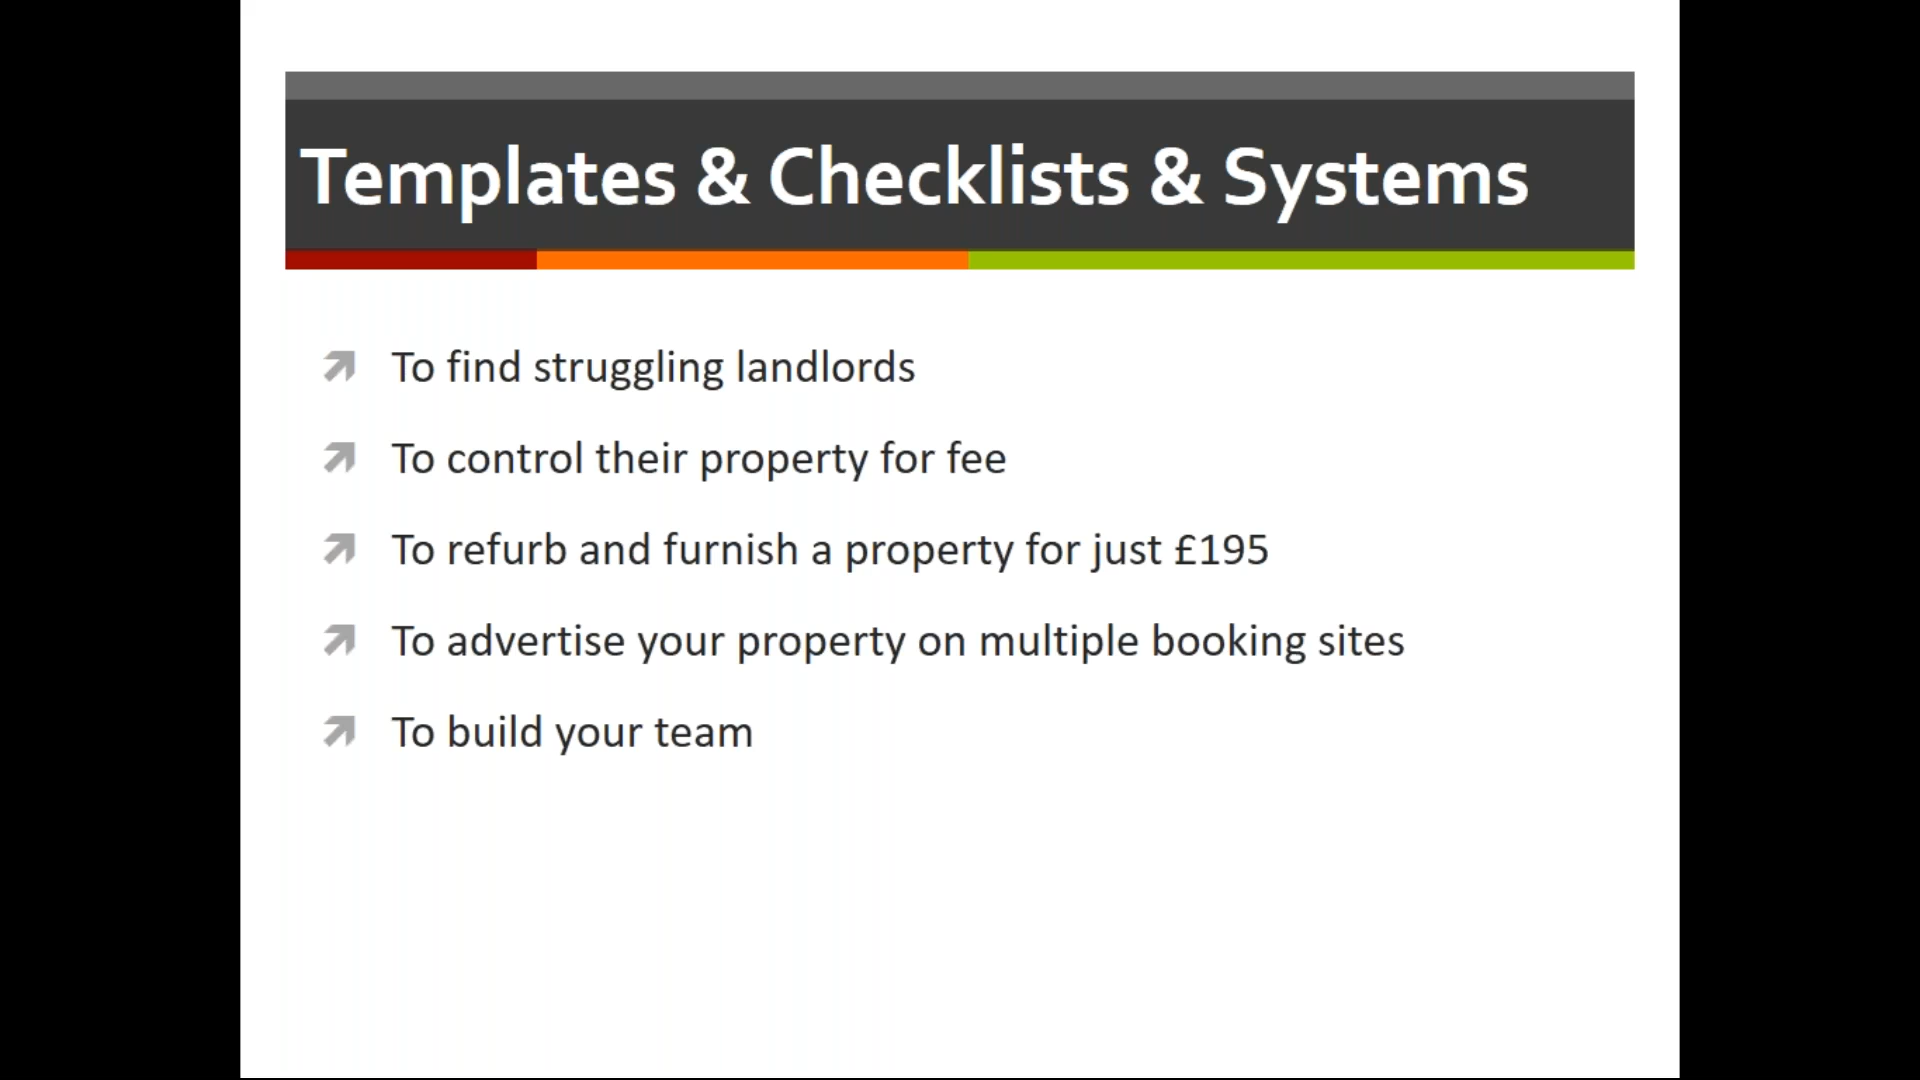 Templates & Checklists & Systems
To find struggling landlords
To control their property for fee
To refurb and furnish a property for just £195
To advertise your property on multiple booking sites
To build your team